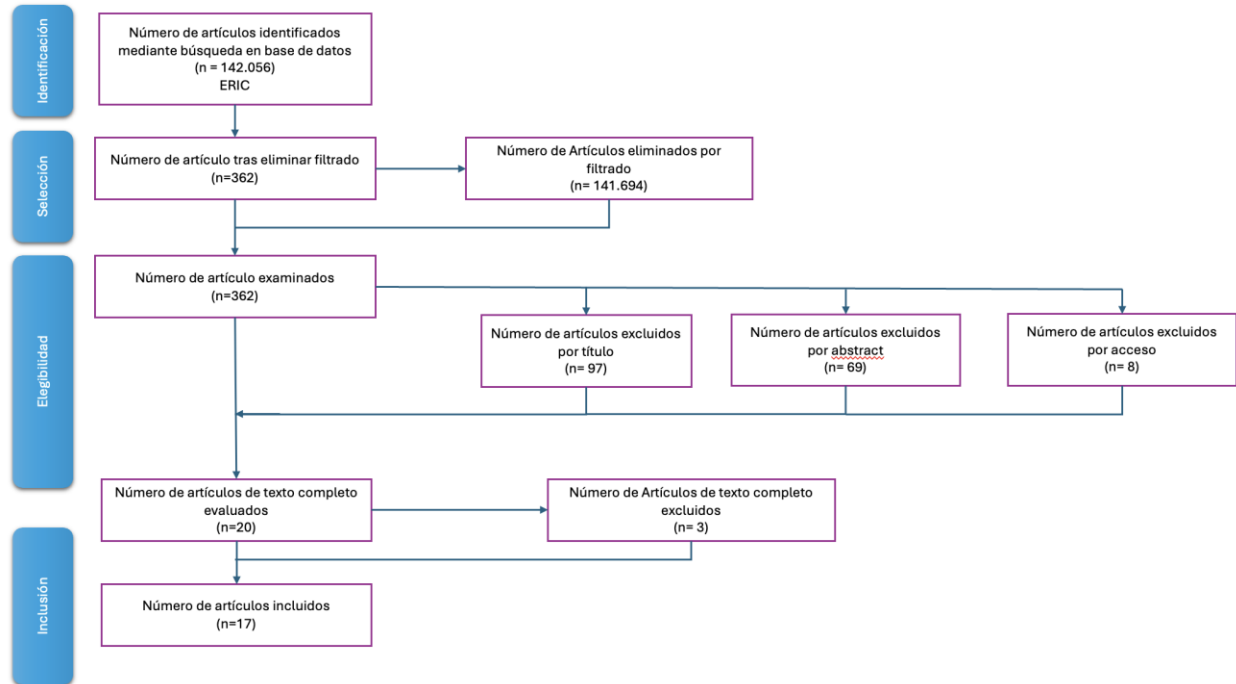 Identificación
Número de artículos identificados
mediante búsqueda en base de datos
(n = 142.056)
ERIC
Selección
Número de artículo tras eliminar filtrado
(n=362)
Número de Artículos eliminados por
filtrado
(n= 141.694)
Elegibilidad
Número de artículo examinados
(n=362)
Número de artículos excluidos
por título
(n= 97)
Número de artículos excluidos
por abstract
(n= 69)
Número de artículos excluidos
por acceso
(n= 8)
Número de artículos de texto completo
evaluados
(n=20)
Número de Artículos de texto completo
excluidos
(n= 3)
Inclusión
Número de artículos incluidos
(n=17)